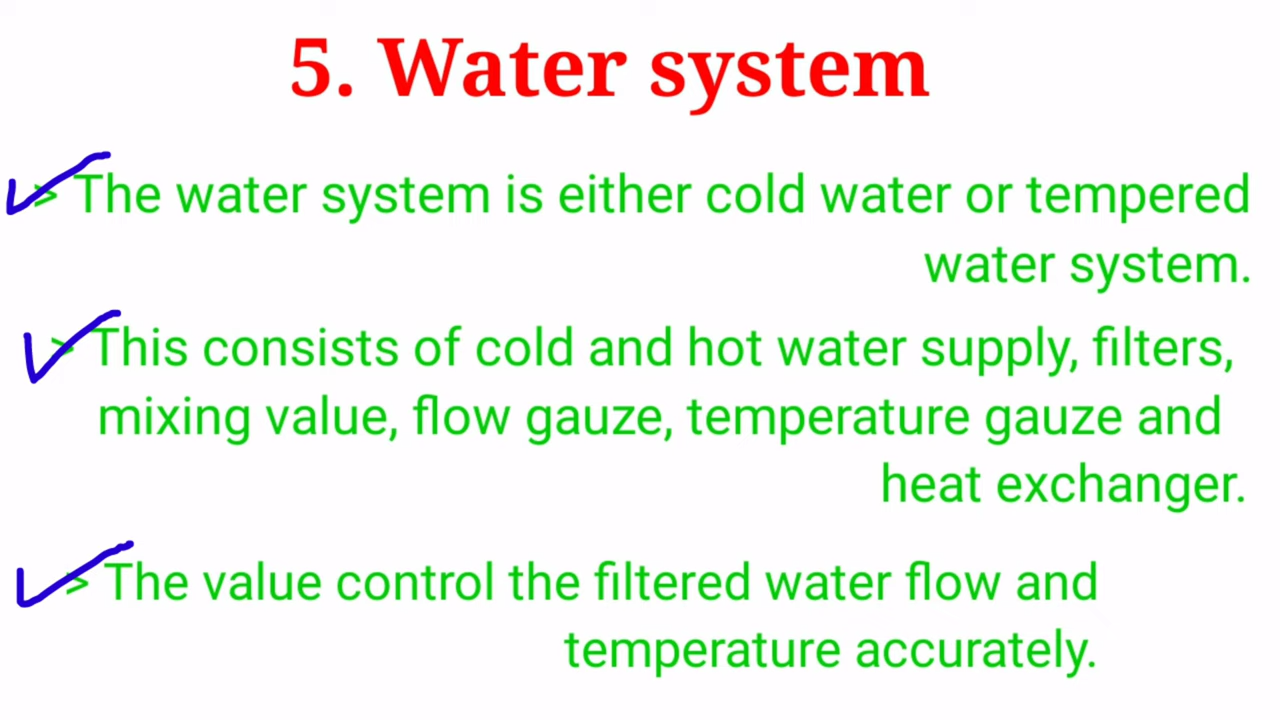 5. Water system
> The water system is either cold water or tempered
water system.
> This consists of cold and hot water supply, filters,
mixing value, flow gauze, temperature gauze and
heat exchanger.
> The value control the filtered water flow and
temperature accurately.